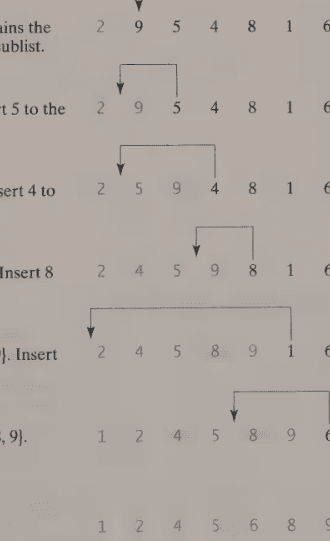 ains the 2 9 5 4 8 1 6
sublist.
rt 5 to the 2 9 5 4 8 1 6
sert 4 to 2 5 9 4 8 1 6
Insert 8 2 4 5 9 8 1 6
}. Insert 2 4 5 8 9 1 6
, 9}. 1 2 4 5 8 9 6
1 2 4 5 6 8 9